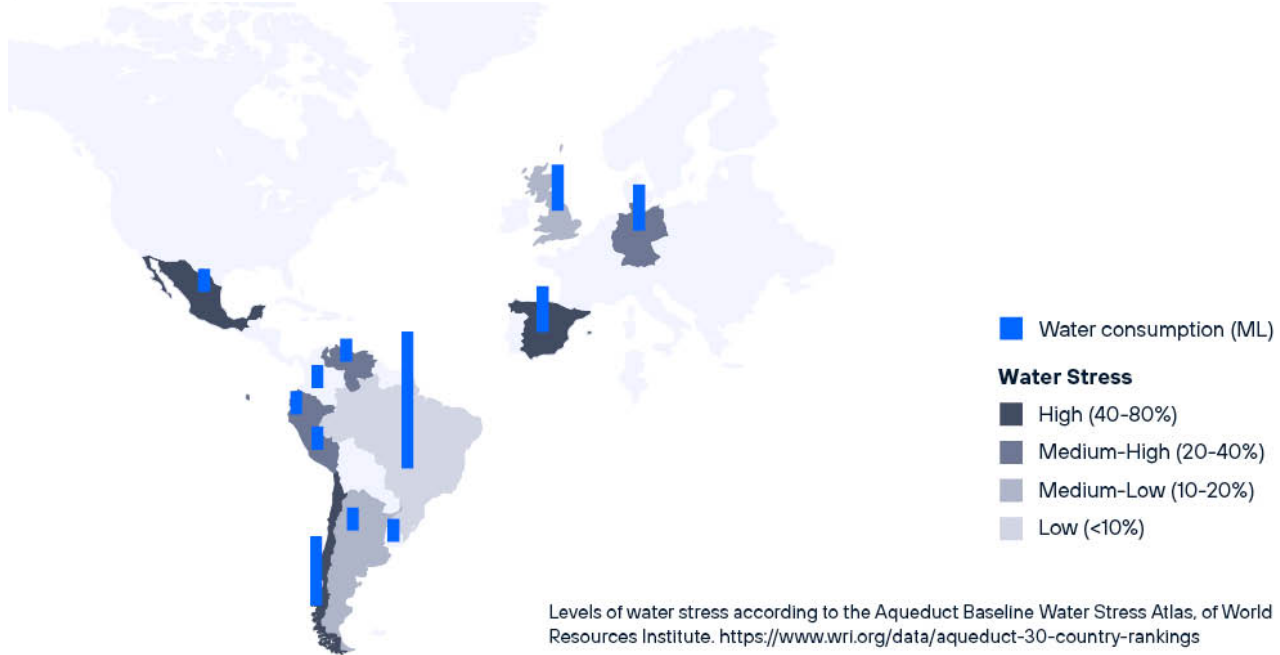 Water consumption (ML)
Water Stress
High (40-80%)
Medium-High (20-40%)
Medium-Low (10-20%)
Low (<10%)
Levels of water stress according to the Aqueduct Baseline Water Stress Atlas, of World
Resources Institute. https://www.wri.org/data/aqueduct-30-country-rankings